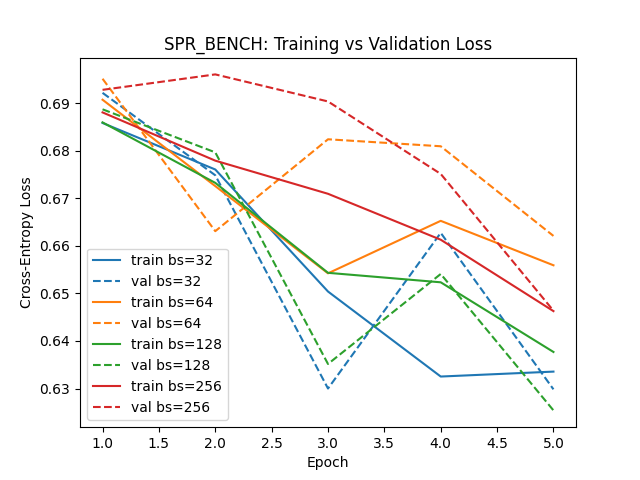 SPR_BENCH: Training vs Validation Loss
Cross-Entropy Loss
0.69
0.68
0.67
0.66
0.65
0.64
0.63
train bs=32
val bs=32
train bs=64
val bs=64
train bs=128
val bs=128
train bs=256
val bs=256
1.0 1.5 2.0 2.5 3.0 3.5 4.0 4.5 5.0
Epoch